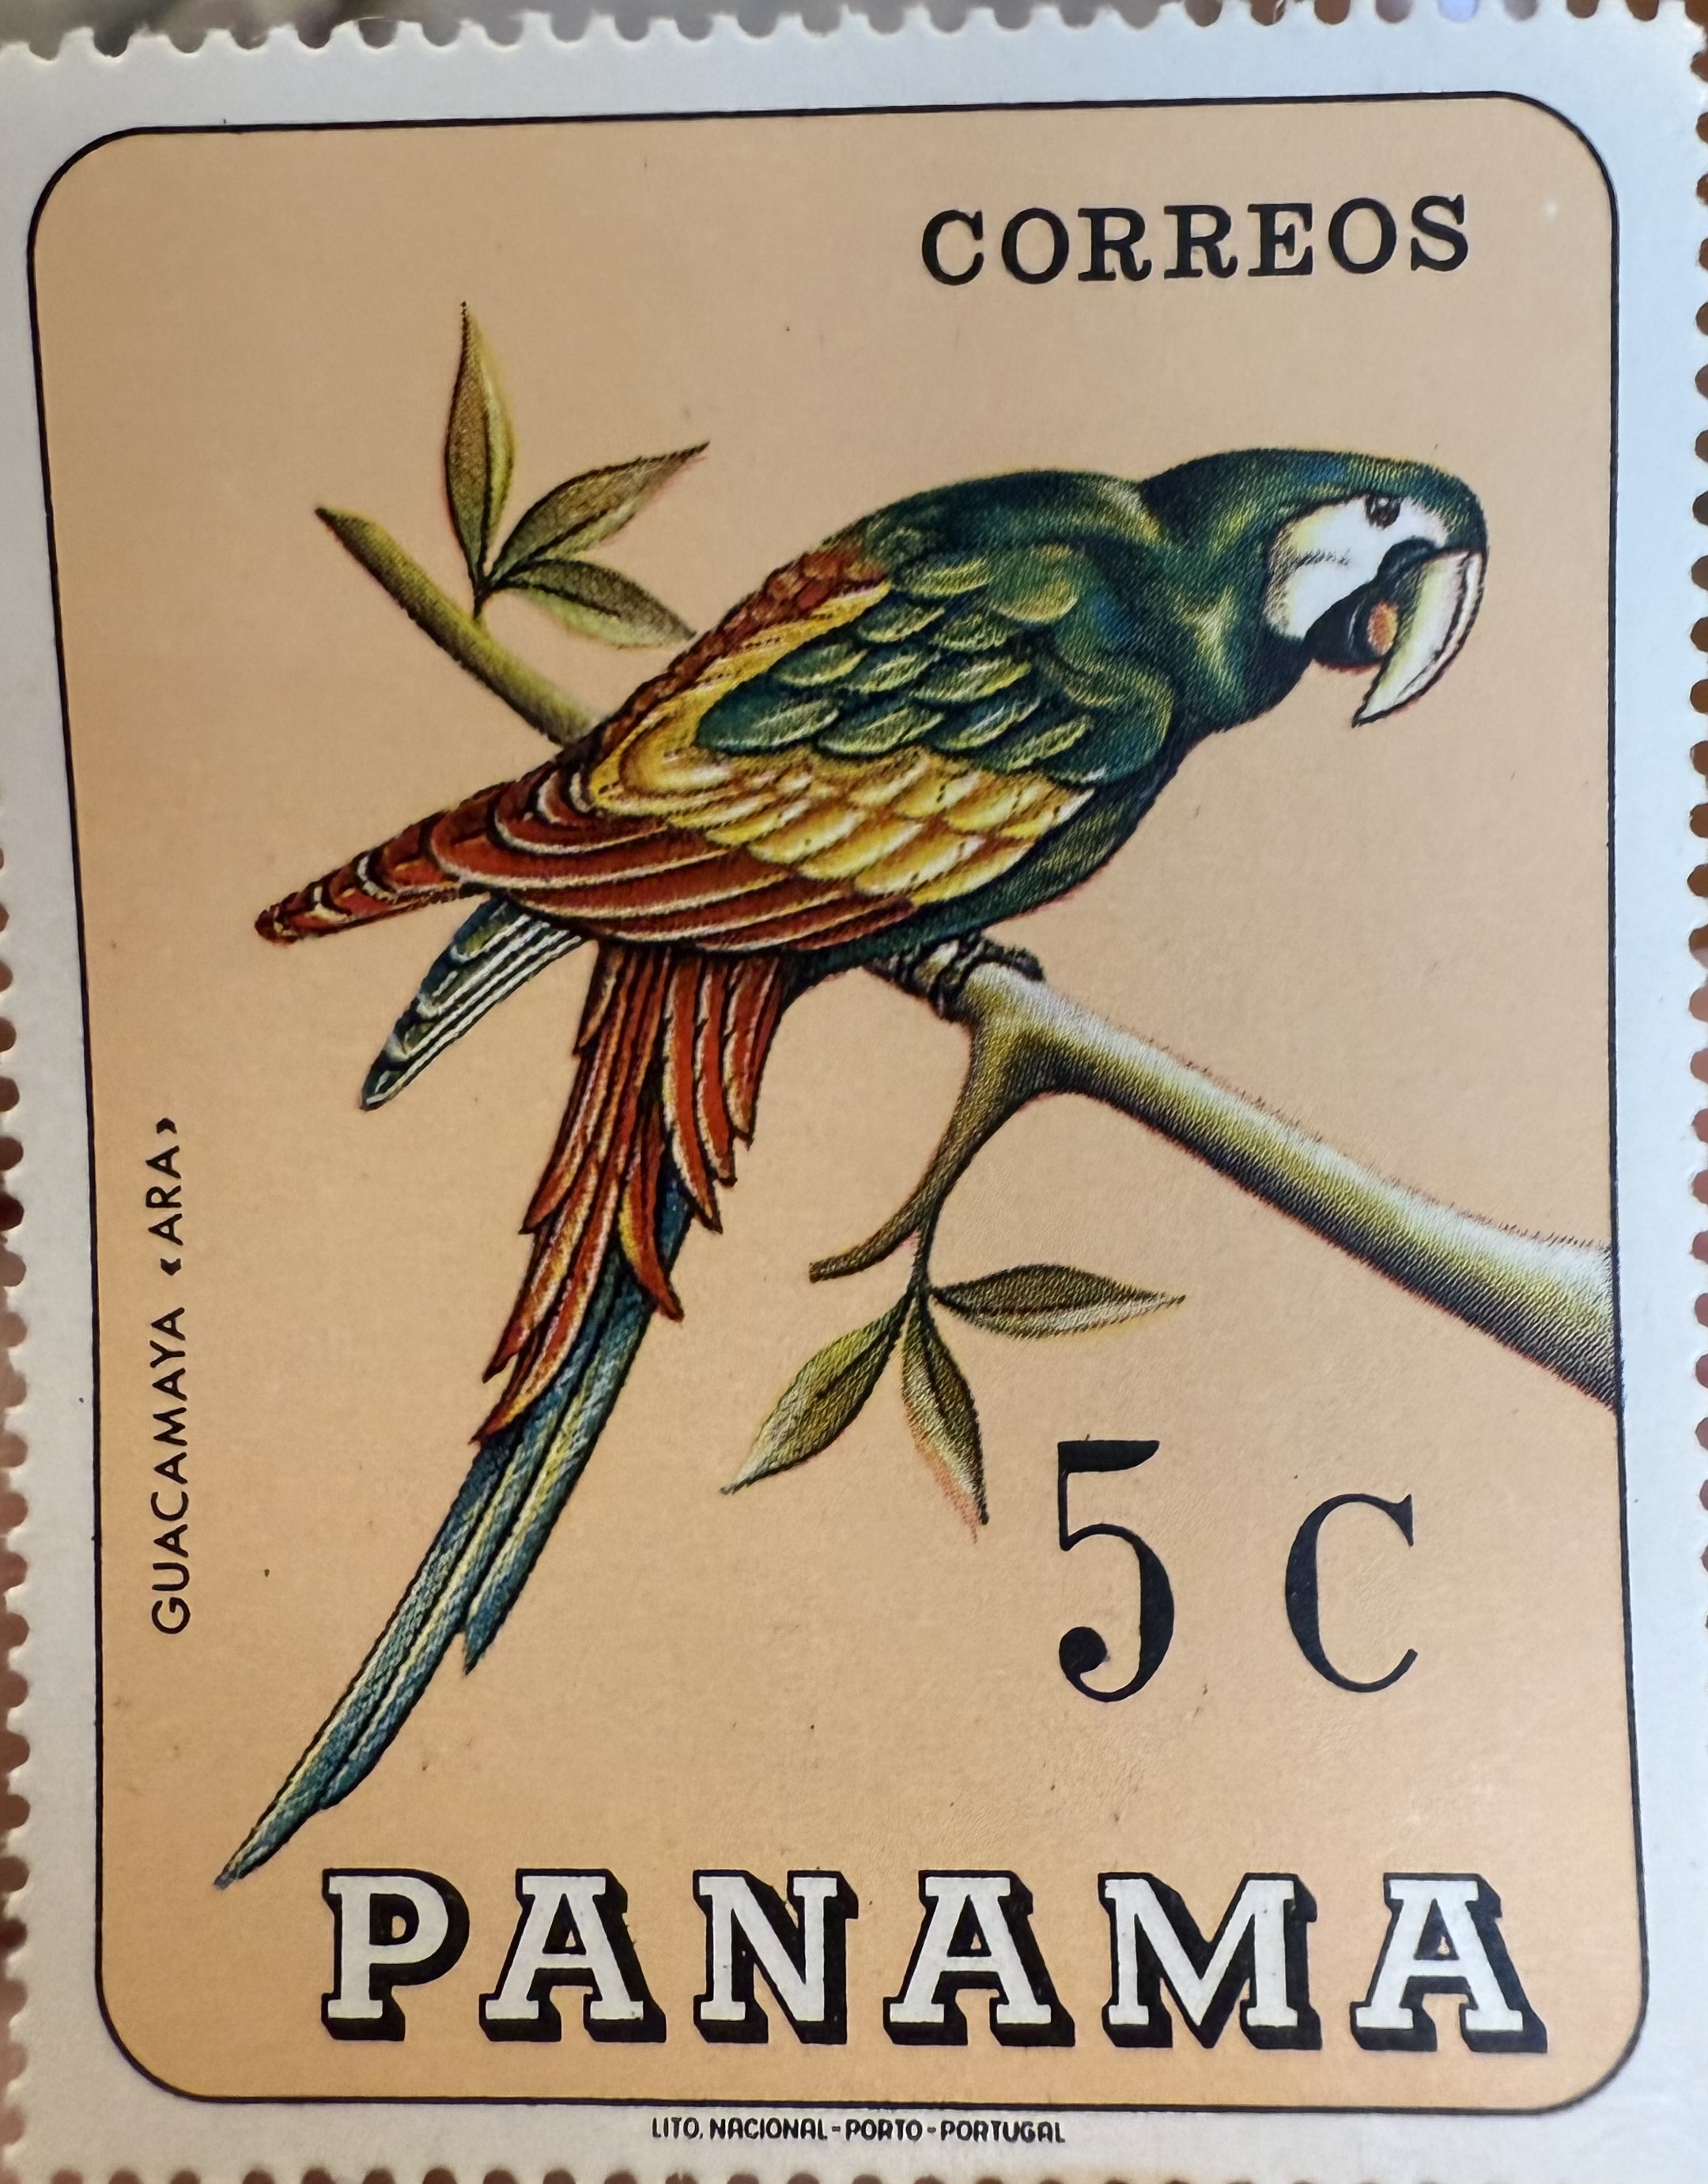 CORREOS
GUACAMAYA «ARA»
5 C
PANAMA
LITO. NACIONAL - PORTO - PORTUGAL